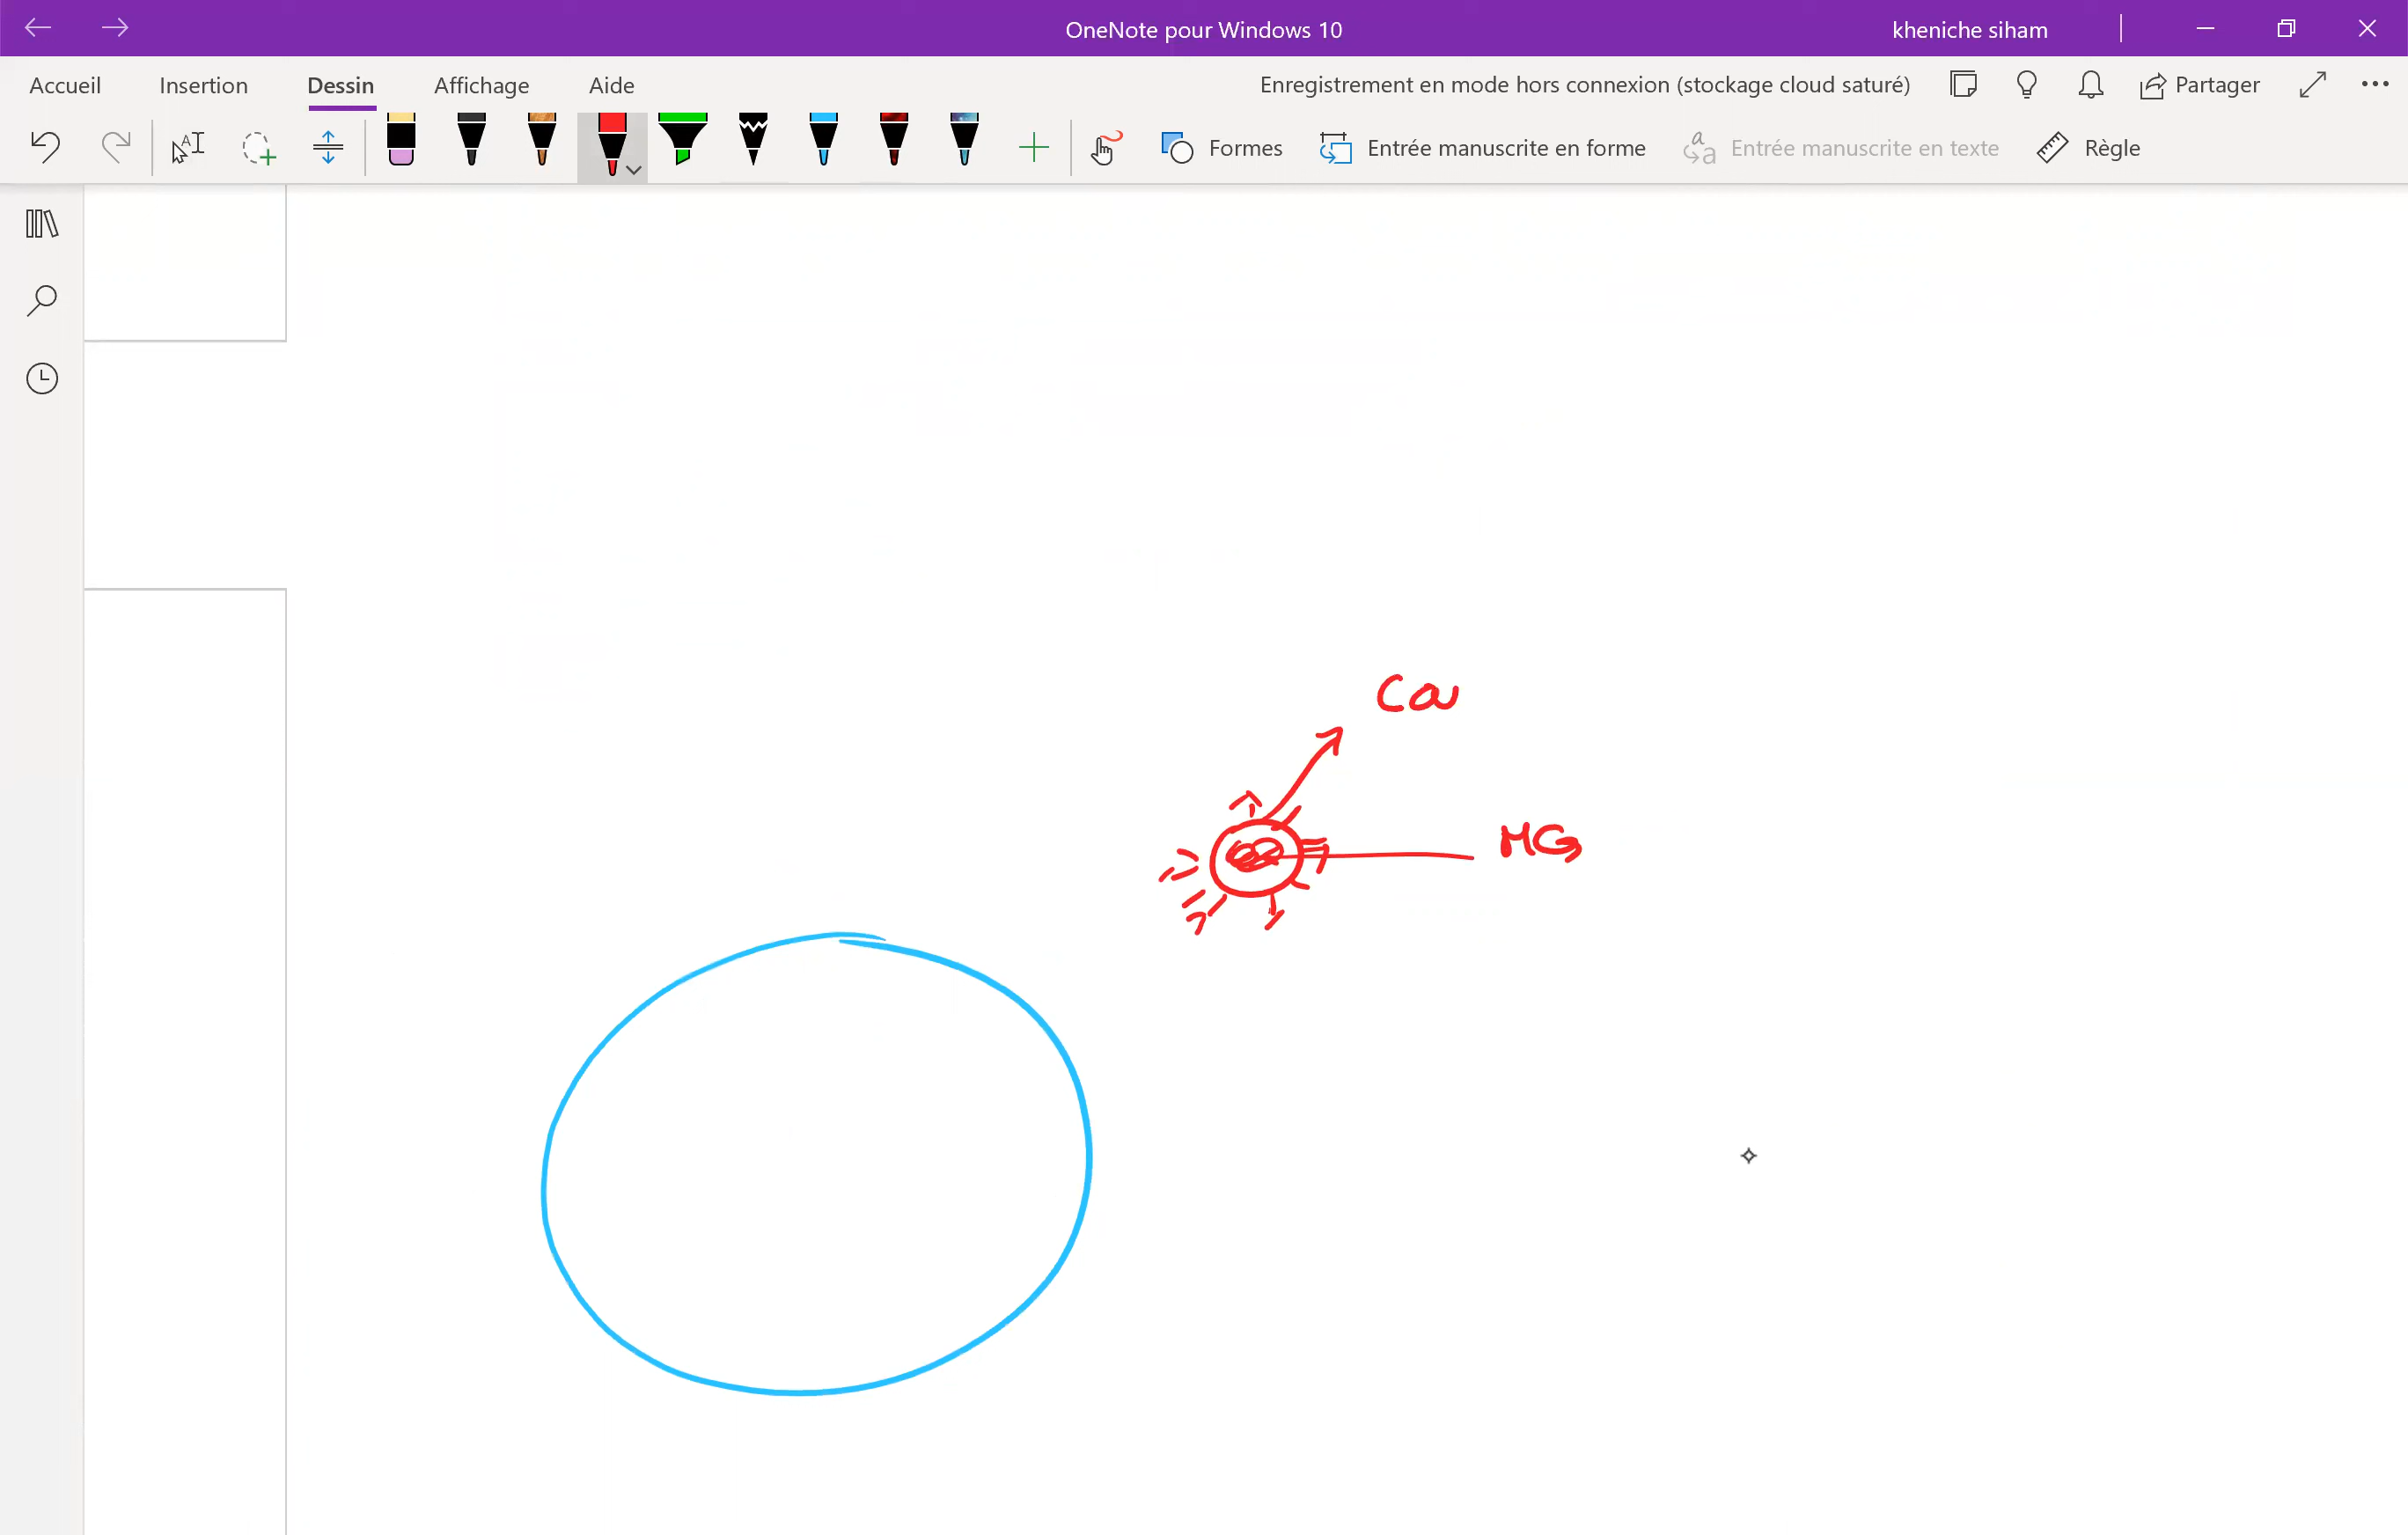 OneNote pour Windows 10
kheniche siham
Accueil Insertion Dessin Affichage Aide
Enregistrement en mode hors connexion (stockage cloud saturé) Partager
Formes Entrée manuscrite en forme Entrée manuscrite en texte Règle
MG